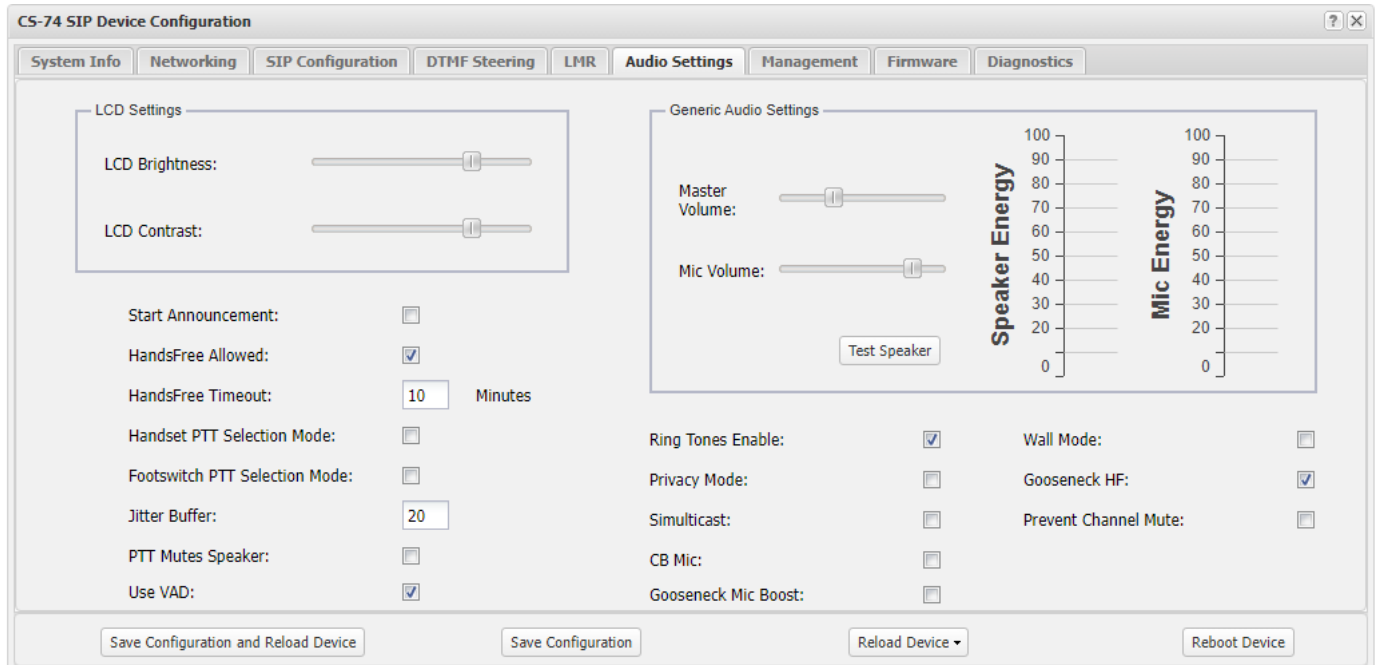 CS-74 SIP Device Configuration
?
System Info Networking SIP Configuration DTMF Steering LMR Audio Settings Management Firmware Diagnostics
LCD Settings
LCD Brightness:
LCD Contrast:
Start Announcement:
HandsFree Allowed:
HandsFree Timeout: 10 Minutes
Handset PTT Selection Mode:
Footswitch PTT Selection Mode:
Jitter Buffer: 20
PTT Mutes Speaker:
Use VAD:
Generic Audio Settings
Master
Volume:
Mic Volume:
Test Speaker
Speaker Energy
100
90
80
70
60
50
40
30
20
0
Mic Energy
100
90
80
70
60
50
40
30
20
0
Ring Tones Enable:
Privacy Mode:
Simulticast:
CB Mic:
Gooseneck Mic Boost:
Wall Mode:
Gooseneck HF:
Prevent Channel Mute:
Save Configuration and Reload Device Save Configuration Reload Device Reboot Device